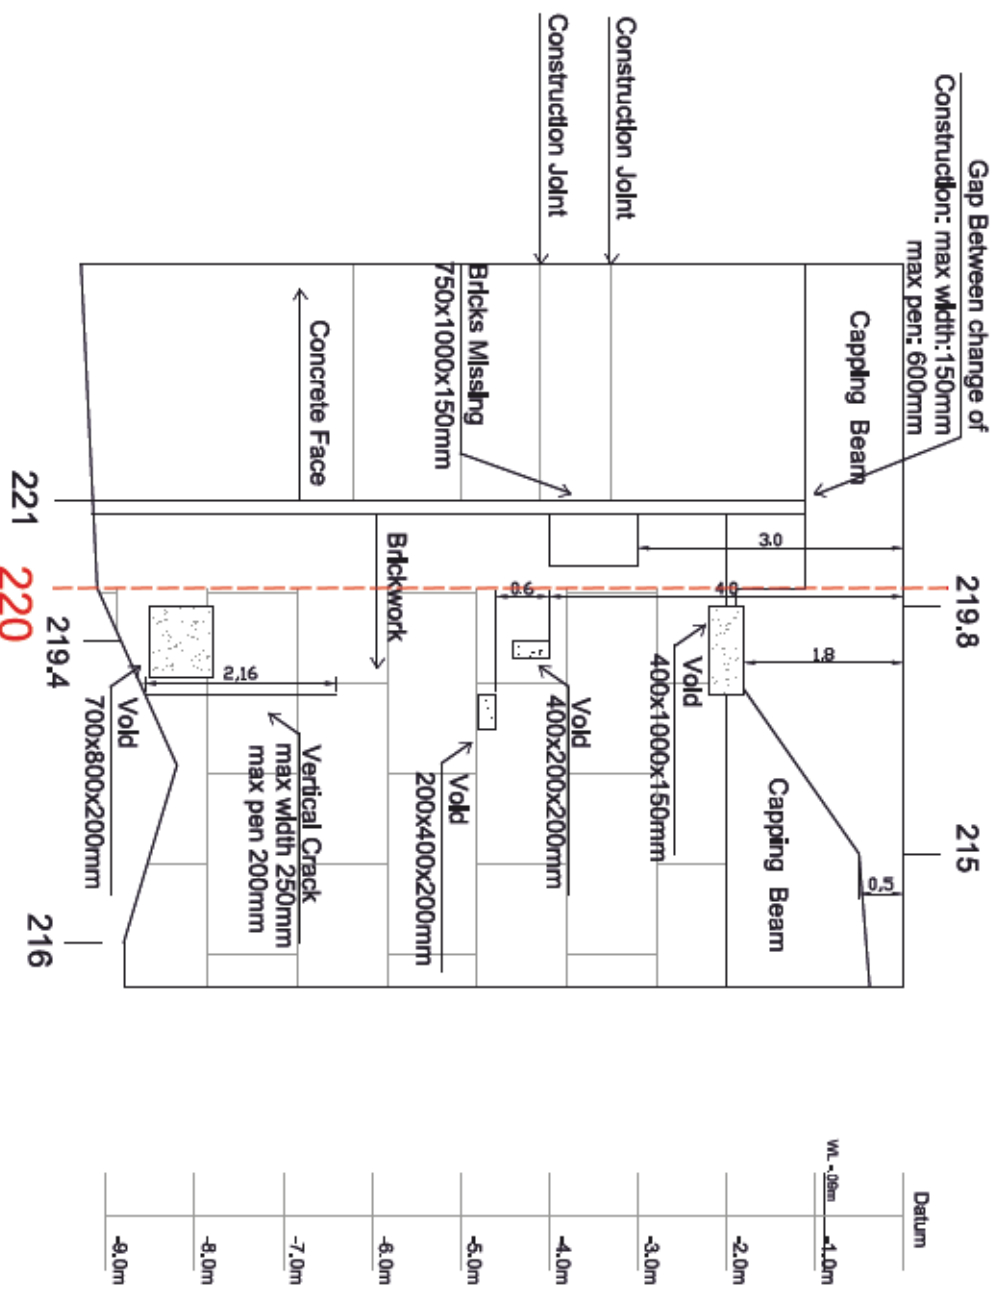 Gap Between change of
Construction: max width:150mm
max pen: 600mm
Construction Joint
Construction Joint
Capping Beam
Bricks Missing
750x1000x150mm
Concrete Face
Brickwork
221
220
219.4
216
219.8
215
3.0
4.0
0.6
1.8
0.5
2.16
Void
400x1000x150mm
Void
400x200x200mm
Void
200x400x200mm
Vertical Crack
max width 250mm
max pen 200mm
Void
700x800x200mm
Capping Beam
Datum
WL -.09m
-1.0m
-2.0m
-3.0m
-4.0m
-5.0m
-6.0m
-7.0m
-8.0m
-9.0m